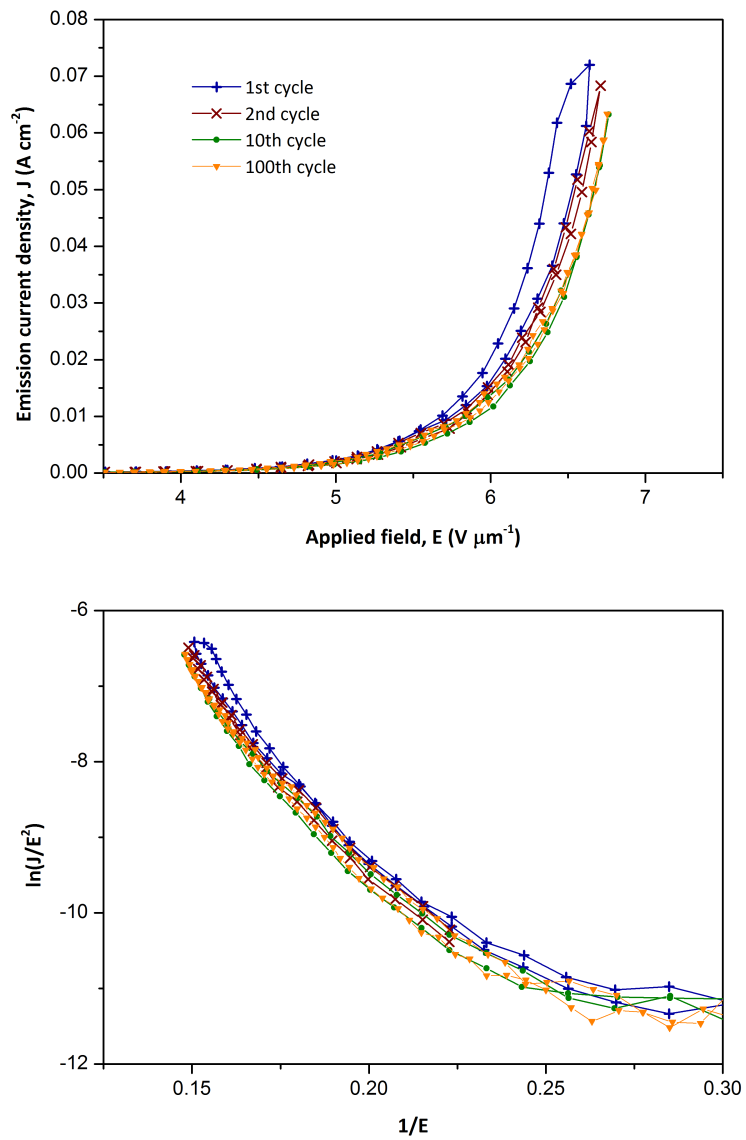 0.08
0.07
0.06
0.05
0.04
0.03
0.02
0.01
0.00
Emission current density, J (A cm⁻²)
1st cycle
2nd cycle
10th cycle
100th cycle
4 5 6 7
Applied field, E (V μm⁻¹)
-6
-8
-10
-12
ln(J/E²)
0.15 0.20 0.25 0.30
1/E